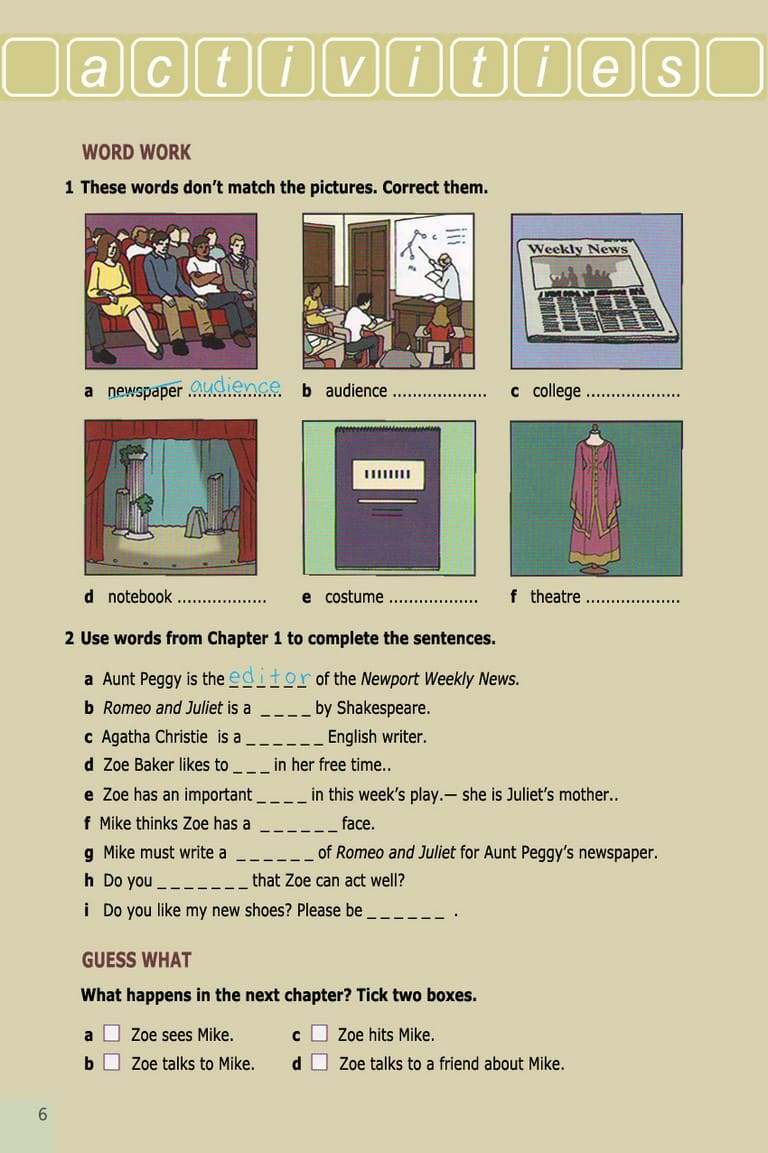 activities
WORD WORK
1 These words don't match the pictures. Correct them.
Weekly News
a newspaper audience b audience ................... c college ...................
d notebook .................. e costume .................. f theatre ...................
2 Use words from Chapter 1 to complete the sentences.
a Aunt Peggy is the editor of the Newport Weekly News.
b Romeo and Juliet is a _ _ _ _ by Shakespeare.
c Agatha Christie is a _ _ _ _ _ _ English writer.
d Zoe Baker likes to _ _ _ in her free time..
e Zoe has an important _ _ _ _ in this week's play.— she is Juliet's mother..
f Mike thinks Zoe has a _ _ _ _ _ _ face.
g Mike must write a _ _ _ _ _ _ of Romeo and Juliet for Aunt Peggy's newspaper.
h Do you _ _ _ _ _ _ _ that Zoe can act well?
i Do you like my new shoes? Please be _ _ _ _ _ _ .
GUESS WHAT
What happens in the next chapter? Tick two boxes.
a Zoe sees Mike. c Zoe hits Mike.
b Zoe talks to Mike. d Zoe talks to a friend about Mike.
6